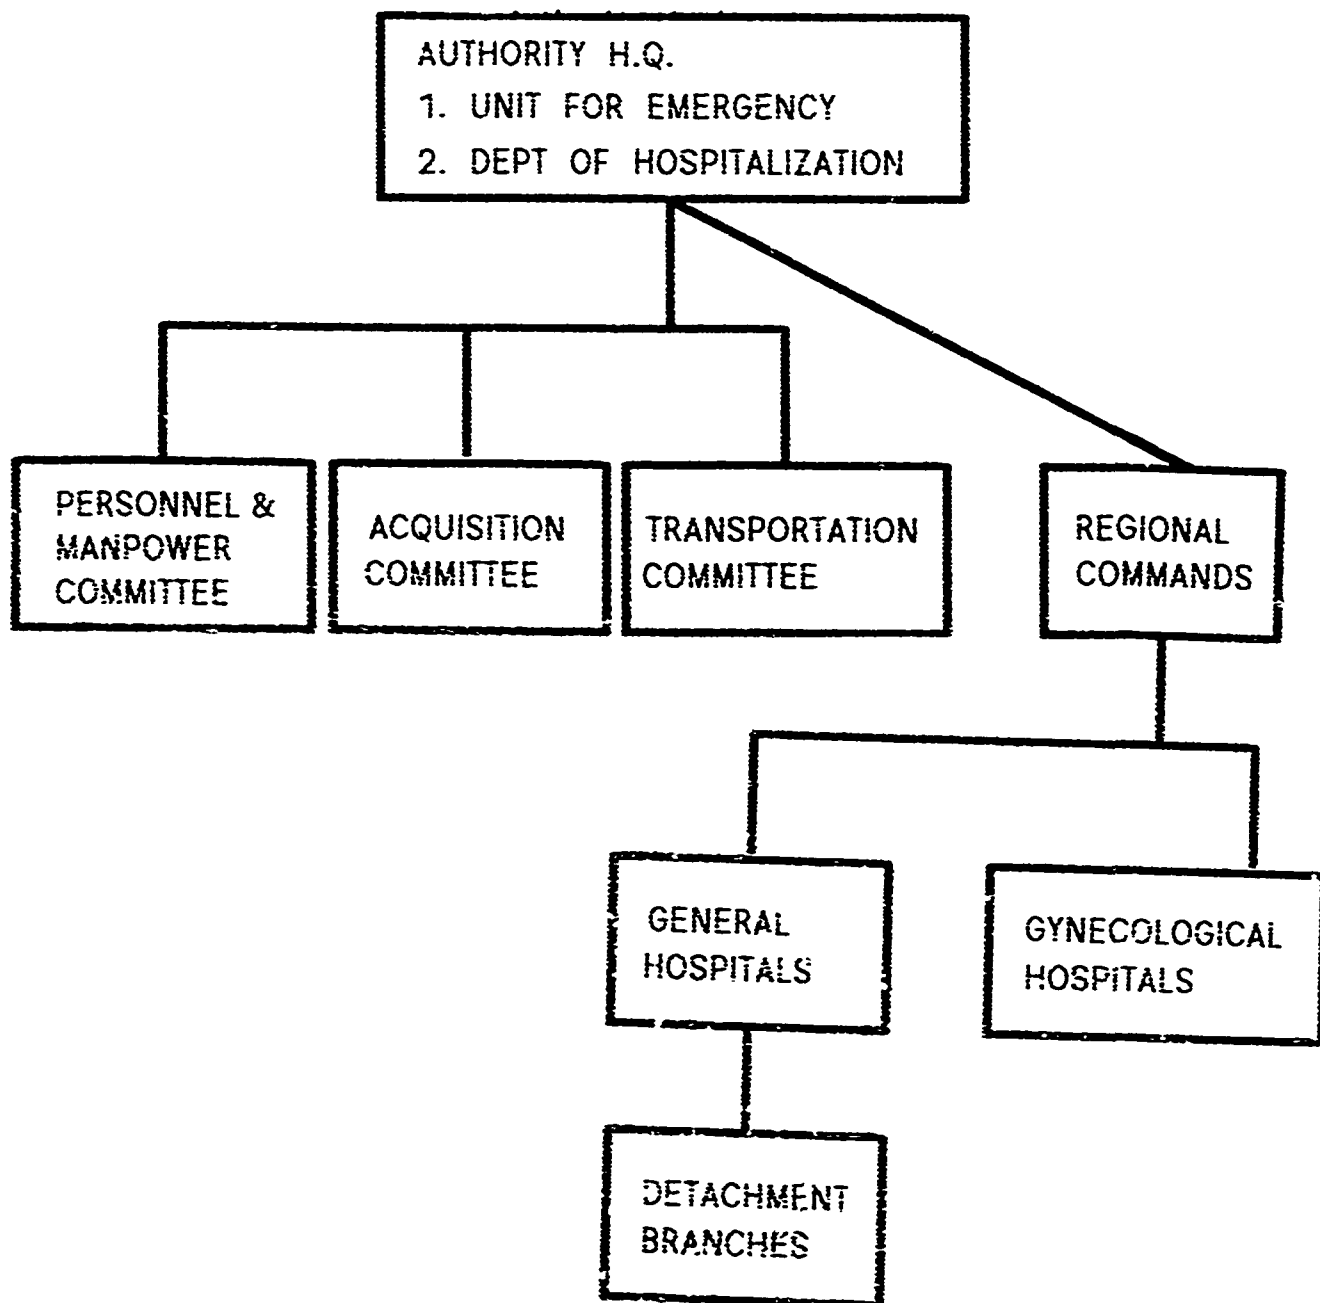 AUTHORITY H.Q.
1. UNIT FOR EMERGENCY
2. DEPT OF HOSPITALIZATION
PERSONNEL &
MANPOWER
COMMITTEE
ACQUISITION
COMMITTEE
TRANSPORTATION
COMMITTEE
REGIONAL
COMMANDS
GENERAL
HOSPITALS
GYNECOLOGICAL
HOSPITALS
DETACHMENT
BRANCHES